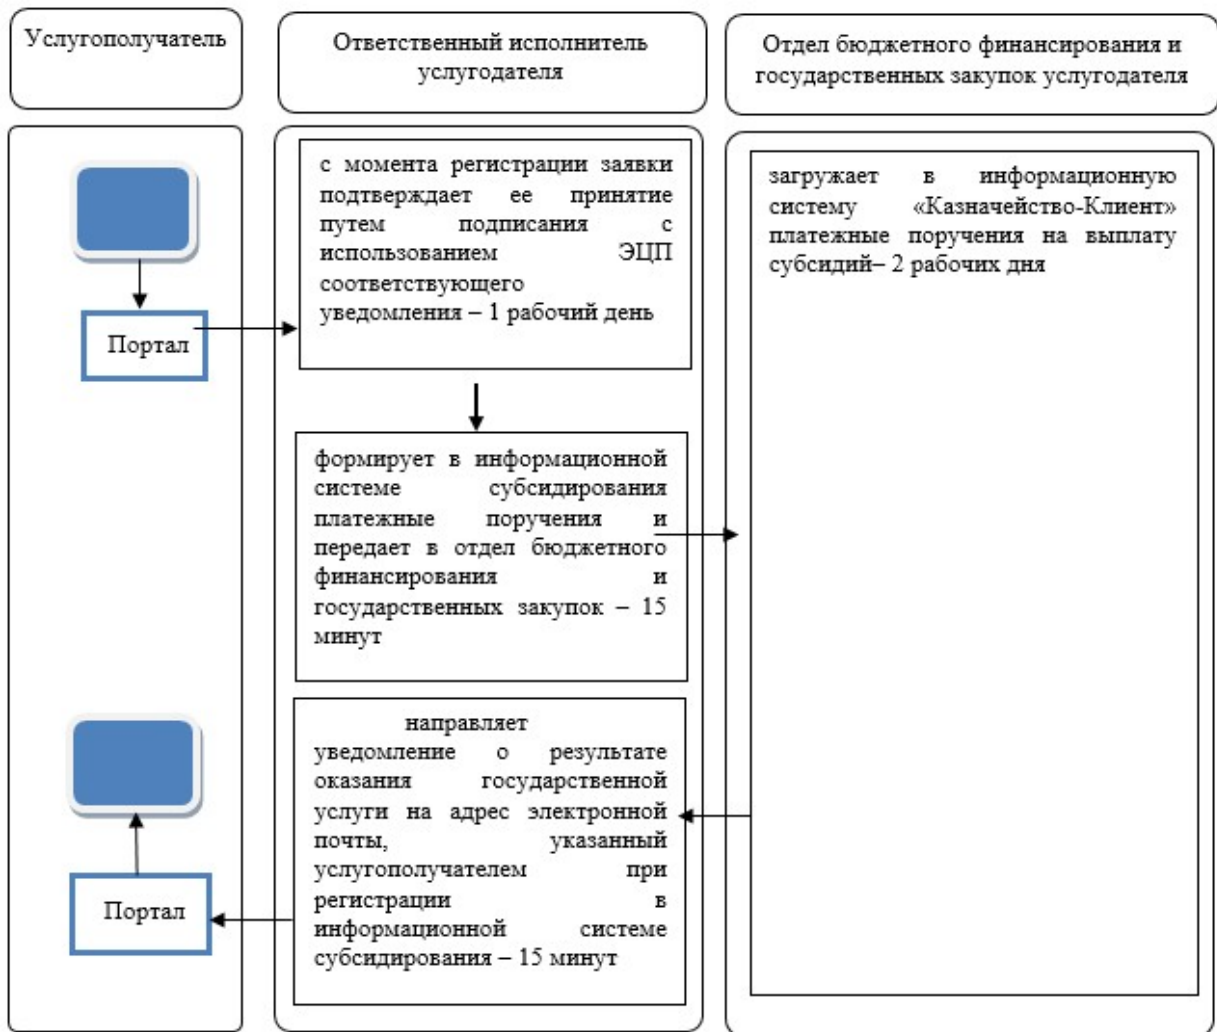 Услугополучатель
Ответственный исполнитель
услугодателя
Отдел бюджетного финансирования и
государственных закупок услугодателя
Портал
с момента регистрации заявки
подтверждает ее принятие
путем подписания с
использованием ЭЦП
соответствующего
уведомления – 1 рабочий день
формирует в информационной
системе субсидирования
платежные поручения и
передает в отдел бюджетного
финансирования и
государственных закупок – 15
минут
загружает в информационную
систему «Казначейство-Клиент»
платежные поручения на выплату
субсидий– 2 рабочих дня
направляет
уведомление о результате
оказания государственной
услуги на адрес электронной
почты, указанный
услугополучателем при
регистрации в
информационной системе
субсидирования – 15 минут
Портал